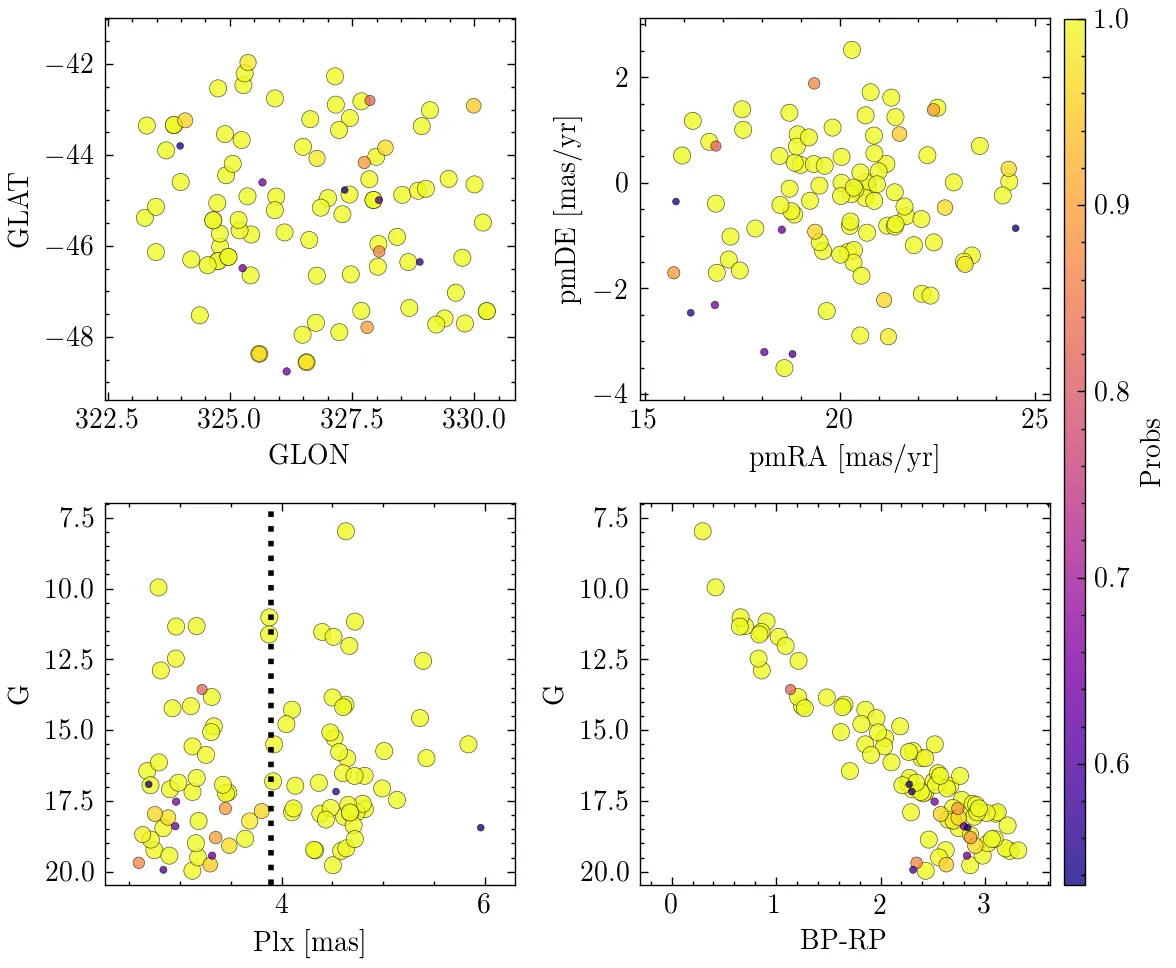 −42
−44
−46
−48
GLAT
322.5 325.0 327.5 330.0
GLON
2
0
−2
−4
pmDE [mas/yr]
15 20 25
pmRA [mas/yr]
7.5
10.0
12.5
15.0
17.5
20.0
G
4 6
Plx [mas]
7.5
10.0
12.5
15.0
17.5
20.0
G
0 1 2 3
BP-RP
1.0
0.9
0.8
0.7
0.6
Probs